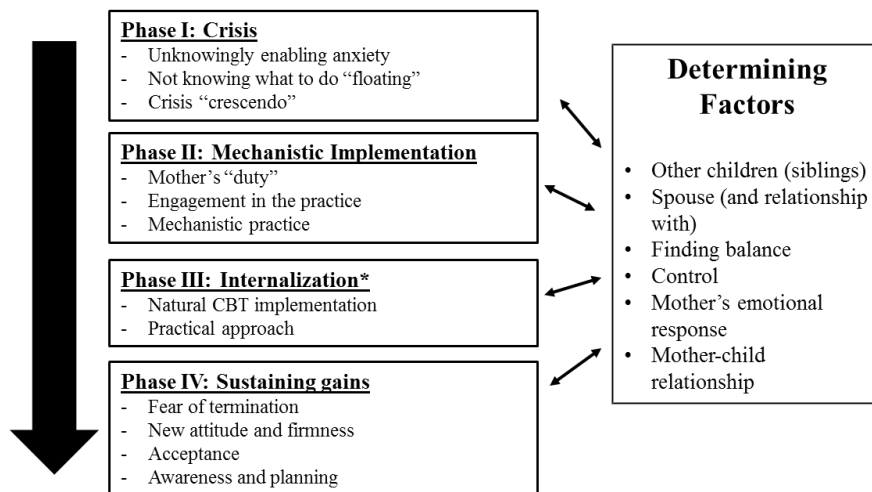 Phase I: Crisis
- Unknowingly enabling anxiety
- Not knowing what to do “floating”
- Crisis “crescendo”
Phase II: Mechanistic Implementation
- Mother’s “duty”
- Engagement in the practice
- Mechanistic practice
Phase III: Internalization*
- Natural CBT implementation
- Practical approach
Phase IV: Sustaining gains
- Fear of termination
- New attitude and firmness
- Acceptance
- Awareness and planning
Determining
Factors
• Other children (siblings)
• Spouse (and relationship
with)
• Finding balance
• Control
• Mother’s emotional
response
• Mother-child
relationship